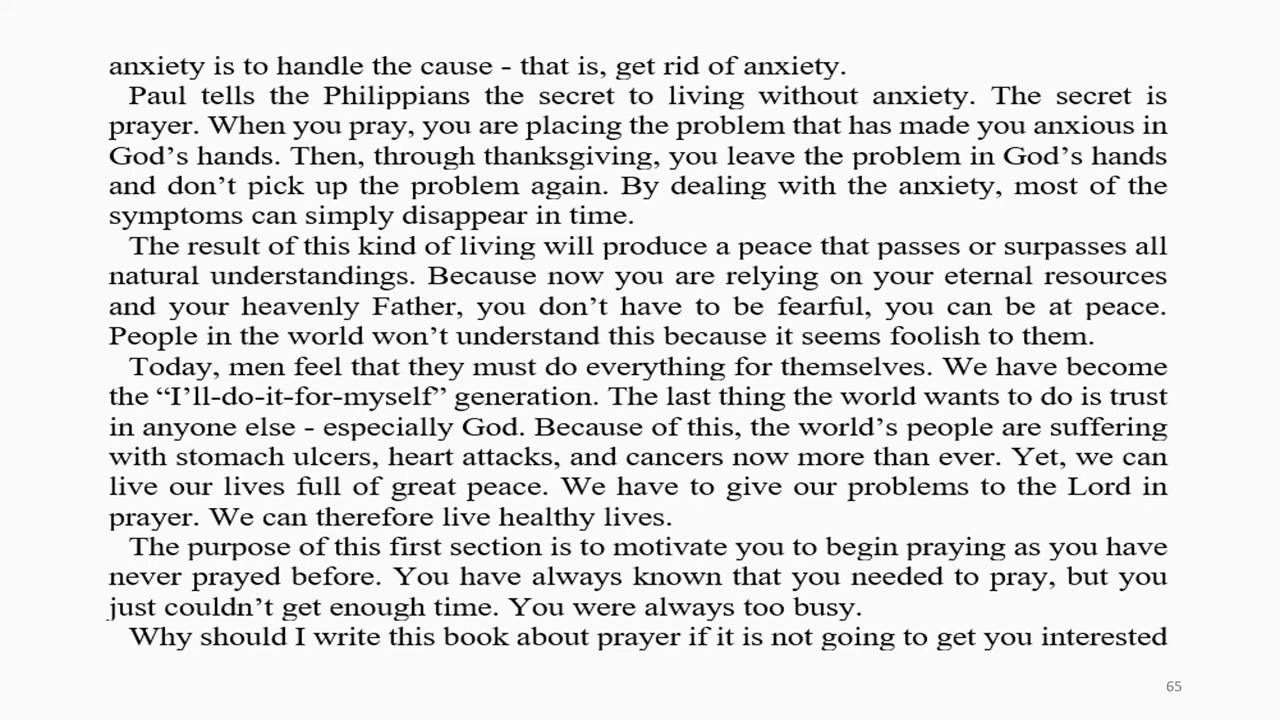 anxiety is to handle the cause - that is, get rid of anxiety.
Paul tells the Philippians the secret to living without anxiety. The secret is
prayer. When you pray, you are placing the problem that has made you anxious in
God’s hands. Then, through thanksgiving, you leave the problem in God’s hands
and don’t pick up the problem again. By dealing with the anxiety, most of the
symptoms can simply disappear in time.
The result of this kind of living will produce a peace that passes or surpasses all
natural understandings. Because now you are relying on your eternal resources
and your heavenly Father, you don’t have to be fearful, you can be at peace.
People in the world won’t understand this because it seems foolish to them.
Today, men feel that they must do everything for themselves. We have become
the “I’ll-do-it-for-myself” generation. The last thing the world wants to do is trust
in anyone else - especially God. Because of this, the world’s people are suffering
with stomach ulcers, heart attacks, and cancers now more than ever. Yet, we can
live our lives full of great peace. We have to give our problems to the Lord in
prayer. We can therefore live healthy lives.
The purpose of this first section is to motivate you to begin praying as you have
never prayed before. You have always known that you needed to pray, but you
just couldn’t get enough time. You were always too busy.
Why should I write this book about prayer if it is not going to get you interested
65